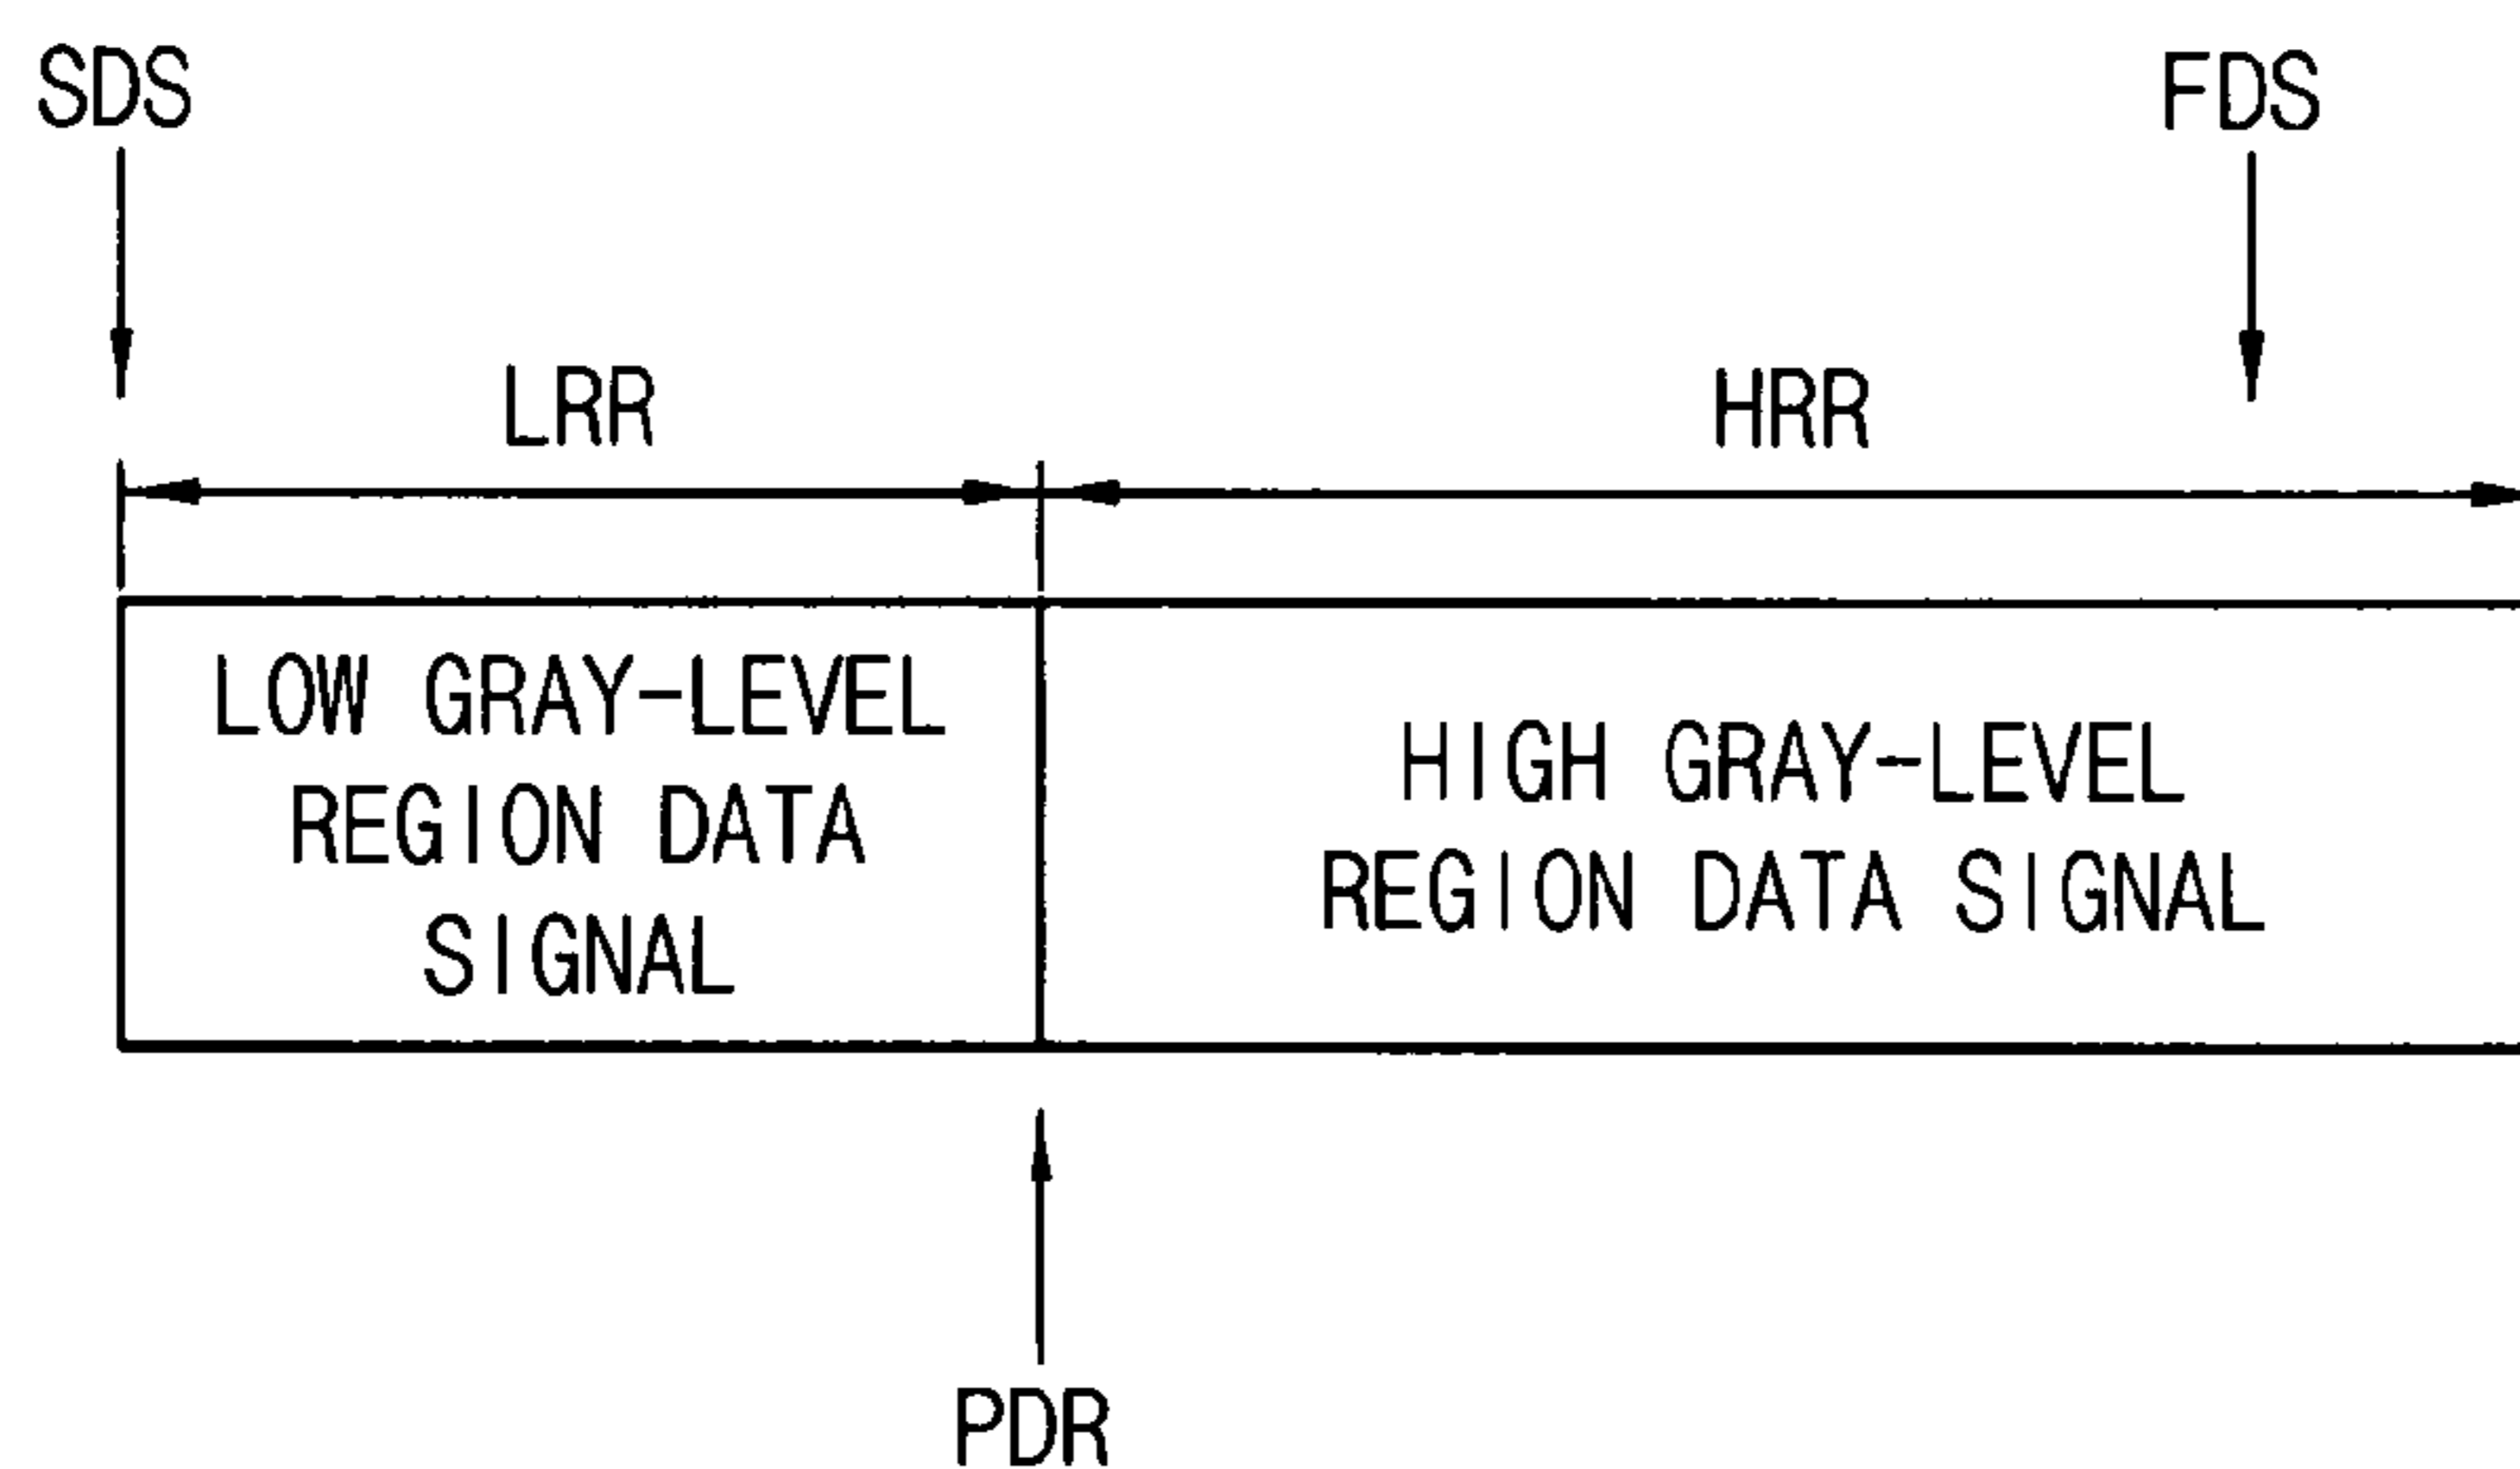 SDS
FDS
LRR
HRR
LOW GRAY-LEVEL
REGION DATA
SIGNAL
HIGH GRAY-LEVEL
REGION DATA SIGNAL
PDR